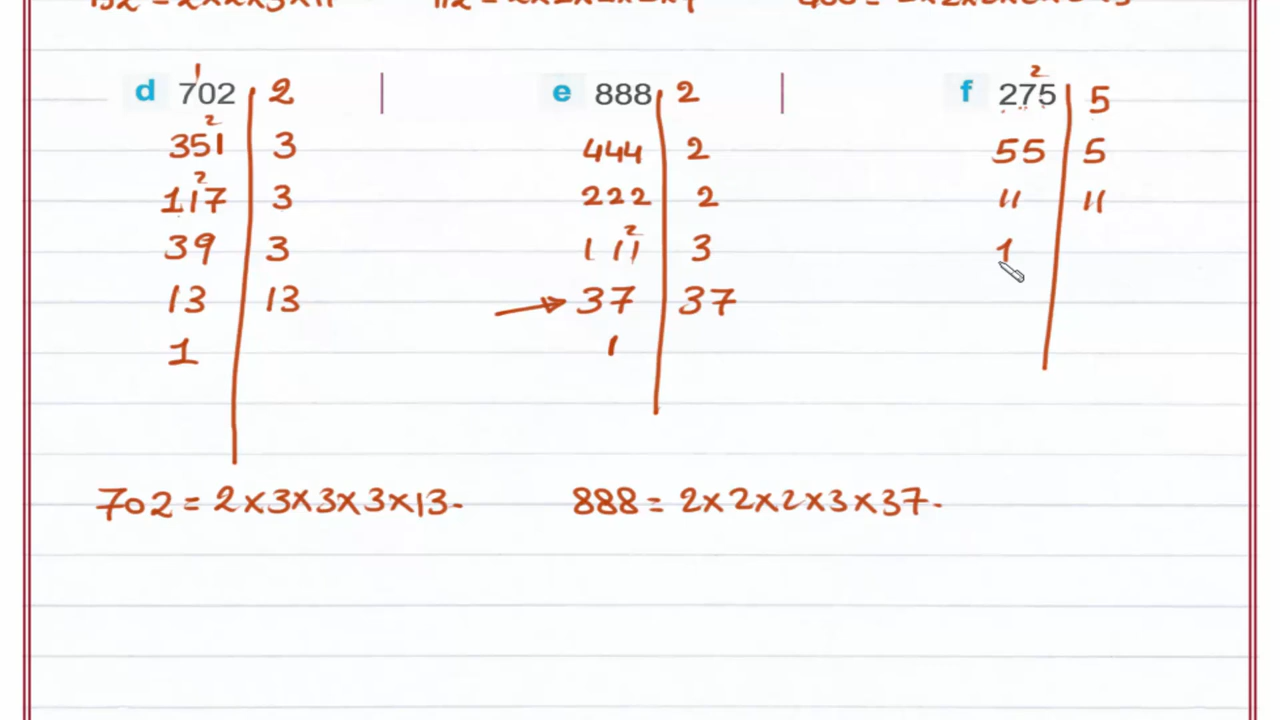 d 702 2
351 3
117 3
39 3
13 13
1
702 = 2×3×3×3×13.
e 888 2
444 2
222 2
111 3
37 37
1
888 = 2×2×2×3×37.
f 275 5
55 5
11 11
1